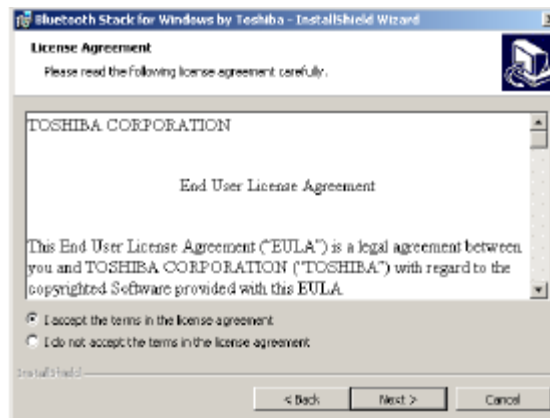 Bluetooth Stack for Windows by Toshiba - InstallShield Wizard
License Agreement
Please read the following license agreement carefully.
TOSHIBA CORPORATION
End User License Agreement
This End User License Agreement ("EULA") is a legal agreement between
you and TOSHIBA CORPORATION ("TOSHIBA") with regard to the
copyrighted Software provided with this EULA
I accept the terms in the license agreement
I do not accept the terms in the license agreement
InstallShield
< Back
Next >
Cancel